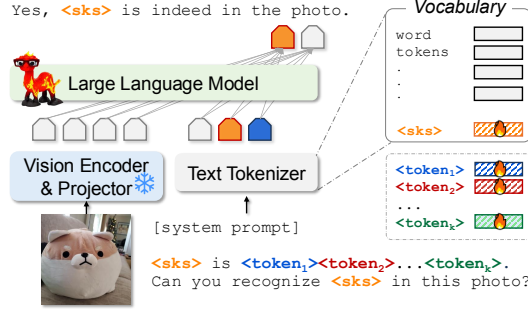 Yes, <sks> is indeed in the photo.
Large Language Model
Vision Encoder
& Projector
Text Tokenizer
[system prompt]
<sks> is <token₁><token₂>...<tokenₖ>.
Can you recognize <sks> in this photo?
Vocabulary
word
tokens
.
.
.
<sks>
<token₁>
<token₂>
...
<tokenₖ>